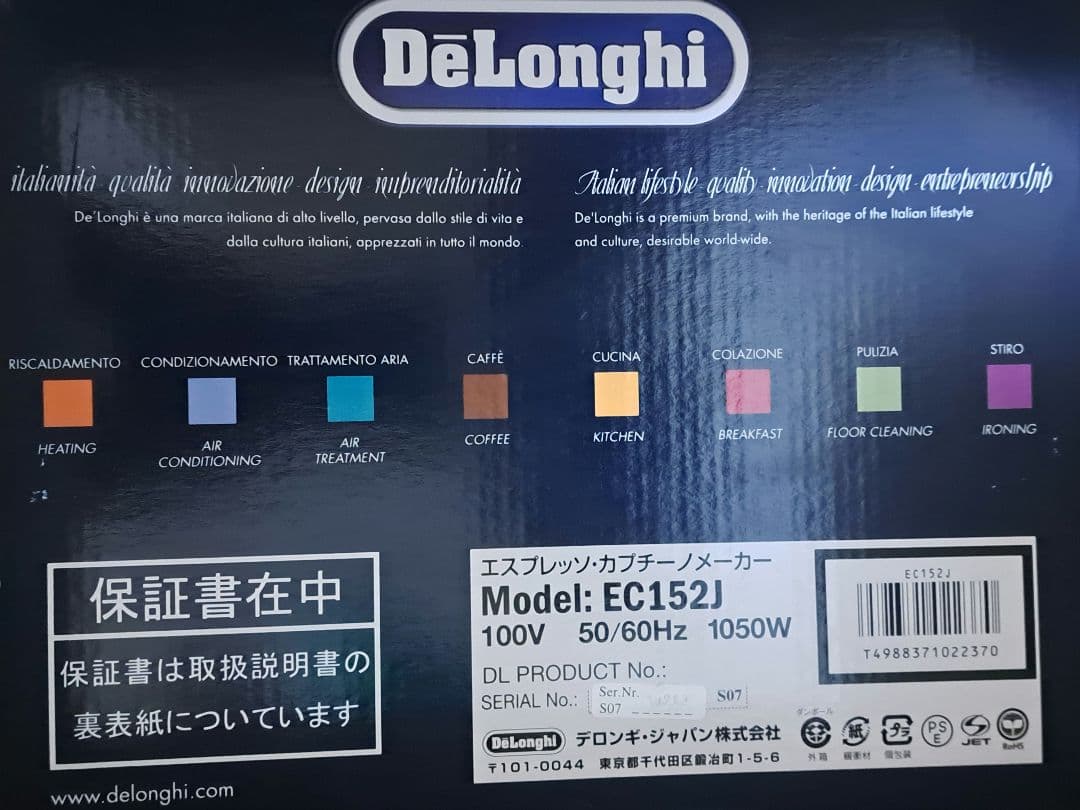 DēLonghi
italianità qualità innovazione design imprenditorialità
De'Longhi è una marca italiana di alto livello, pervasa dallo stile di vita e
dalla cultura italiani, apprezzati in tutto il mondo.
Italian lifestyle quality innovation design entrepreneurship
De'Longhi is a premium brand, with the heritage of the Italian lifestyle
and culture, desirable world-wide.
RISCALDAMENTO
HEATING
CONDIZIONAMENTO
AIR
CONDITIONING
TRATTAMENTO ARIA
AIR
TREATMENT
CAFFÈ
COFFEE
CUCINA
KITCHEN
COLAZIONE
BREAKFAST
PULIZIA
FLOOR CLEANING
STIRO
IRONING
保証書在中
保証書は取扱説明書の
裏表紙についています
www.delonghi.com
エスプレッソ・カプチーノメーカー
Model: EC152J
100V 50/60Hz 1050W
DL PRODUCT No.:
SERIAL No.:
Ser.Nr.
S07
S07
EC152J
T4988371022370
DēLonghi デロンギ・ジャパン株式会社
〒101-0044 東京都千代田区鍛冶町1-5-6
ダンボール
外箱
紙
緩衝材
プラ
個包装
PS
E
JET
RoHS